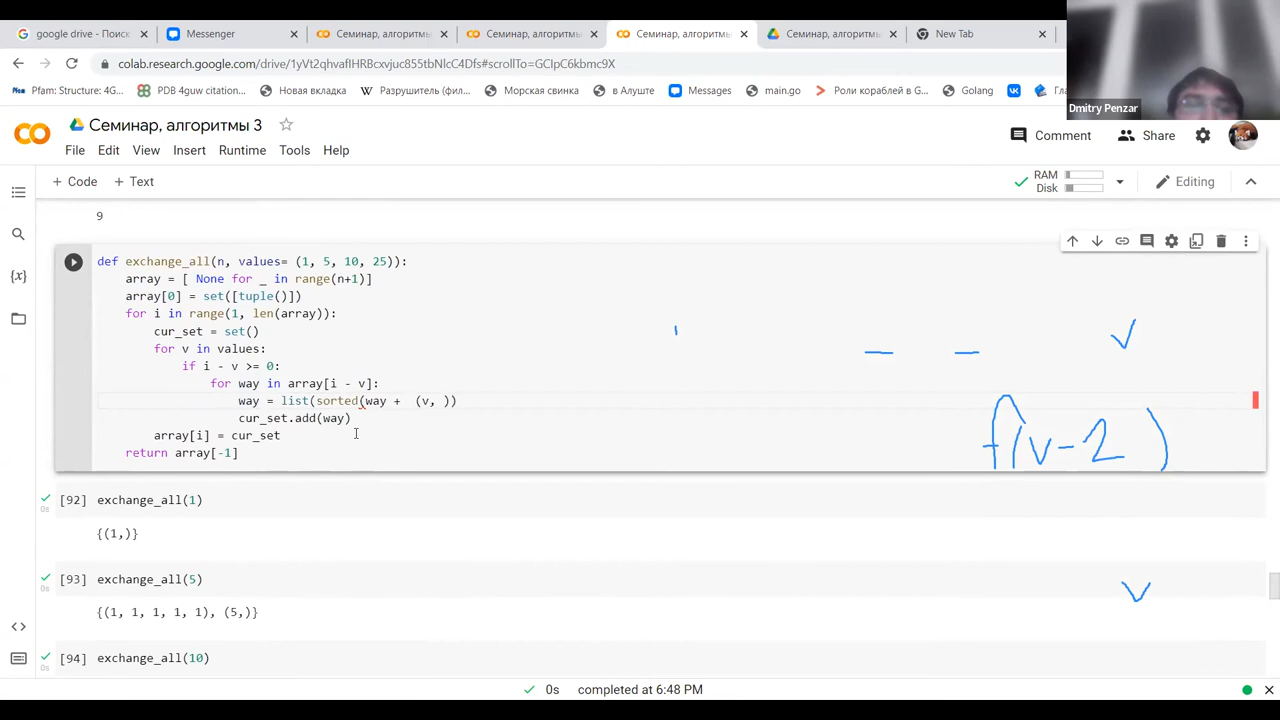 google drive - Поиск
Messenger
Семинар, алгоритмы
Семинар, алгоритмы
Семинар, алгоритмы
Семинар, алгоритмы
New Tab
colab.research.google.com/drive/1yVt2qhvaflHRBcxvjuc855tbNlcC4Dfs#scrollTo=GClpC6kbmc9X
Pfam: Structure: 4G...
PDB 4guw citation...
Новая вкладка
Разрушитель (фил...
Морская свинка
в Алуште
Messages
main.go
Роли кораблей в G...
Golang
Dmitry Penzar
Семинар, алгоритмы 3
File Edit View Insert Runtime Tools Help
Comment
Share
+ Code + Text
RAM
Disk
Editing
9
def exchange_all(n, values= (1, 5, 10, 25)):
array = [ None for _ in range(n+1)]
array[0] = set([tuple()])
for i in range(1, len(array)):
cur_set = set()
for v in values:
if i - v >= 0:
for way in array[i - v]:
way = list(sorted(way + (v, ))
cur_set.add(way)
array[i] = cur_set
return array[-1]
f(v-2)
[92] exchange_all(1)
{(1,)}
[93] exchange_all(5)
{(1, 1, 1, 1, 1), (5,)}
[94] exchange_all(10)
0s
0s completed at 6:48 PM